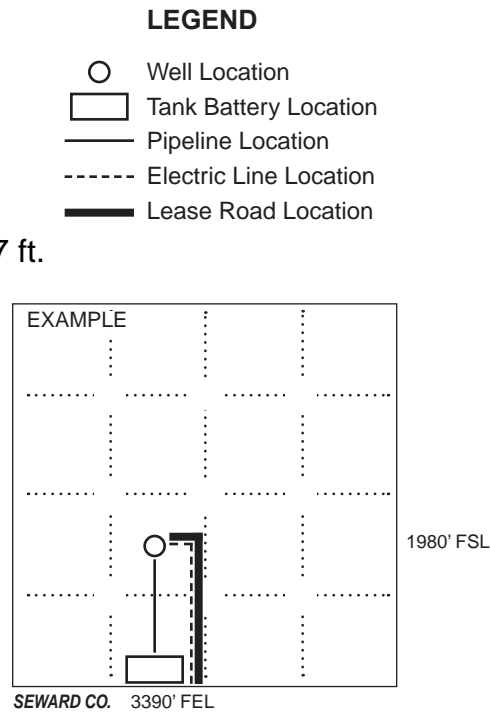 LEGEND
Well Location
Tank Battery Location
Pipeline Location
Electric Line Location
Lease Road Location
7 ft.
EXAMPLE
1980' FSL
SEWARD CO. 3390' FEL